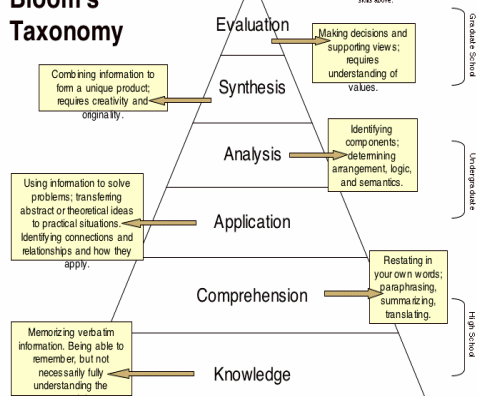 Bloom's
Taxonomy
skills above.
Evaluation
Making decisions and
supporting views;
requires
understanding of
values.
Graduate School
Combining information to
form a unique product;
requires creativity and
originality.
Synthesis
Identifying
components;
determining
arrangement, logic,
and semantics.
Analysis
Undergraduate
Using information to solve
problems; transferring
abstract or theoretical ideas
to practical situations.
Identifying connections and
relationships and how they
apply.
Application
Restating in
your own words;
paraphrasing,
summarizing,
translating.
Comprehension
High School
Memorizing verbatim
information. Being able to
remember, but not
necessarily fully
understanding the
Knowledge